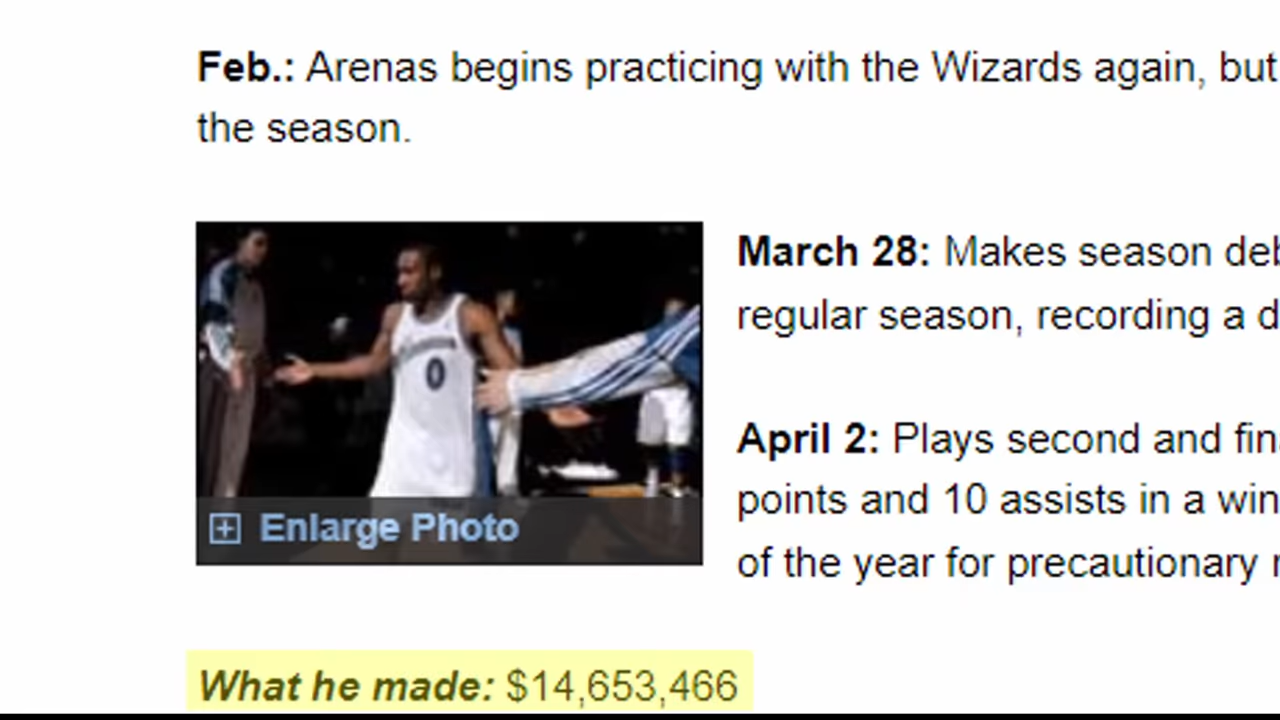 Feb.: Arenas begins practicing with the Wizards again, but
the season.
March 28: Makes season deb
regular season, recording a d
0
Enlarge Photo
April 2: Plays second and fin
points and 10 assists in a win
of the year for precautionary
What he made: $14,653,466